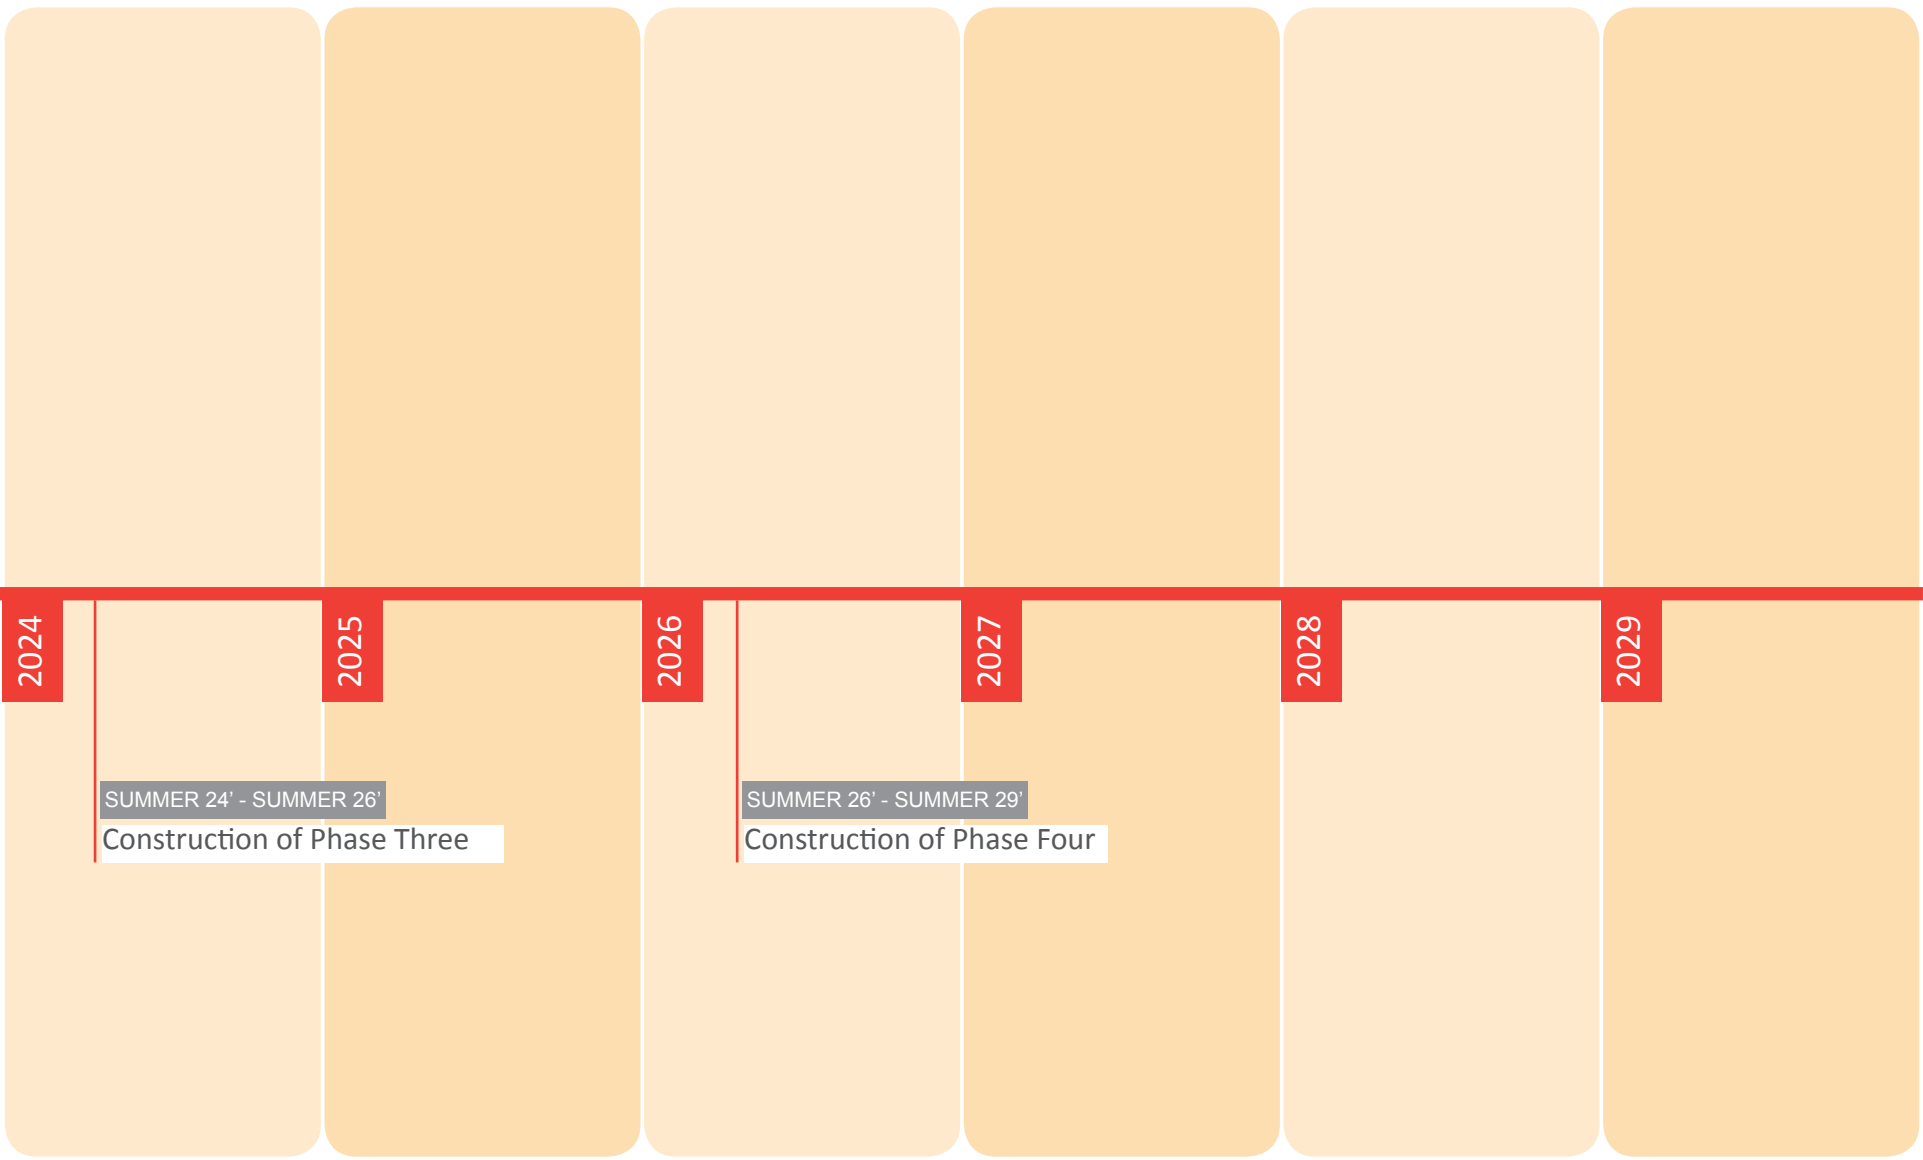 2024
2025
2026
2027
2028
2029
SUMMER 24’ - SUMMER 26’
Construction of Phase Three
SUMMER 26’ - SUMMER 29’
Construction of Phase Four